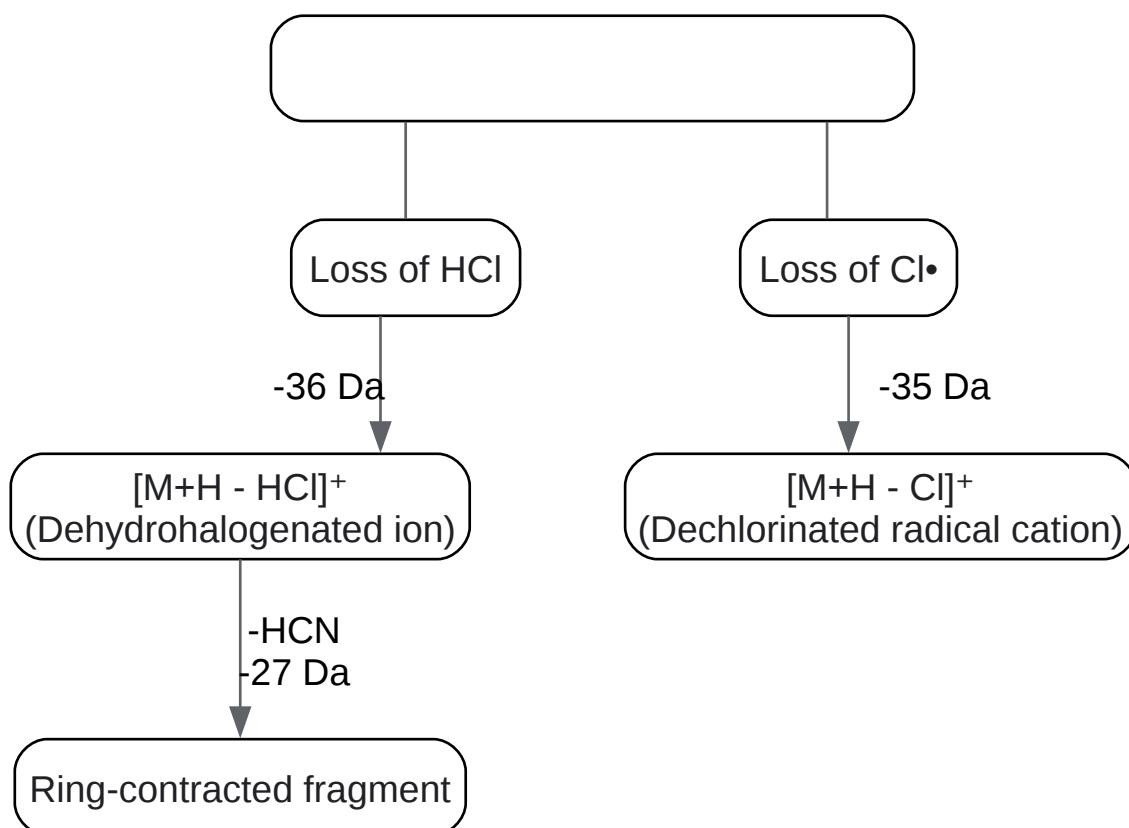 Loss of HCl
Loss of Cl•
-36 Da
-35 Da
[M+H - HCl]⁺
(Dehydrohalogenated ion)
[M+H - Cl]⁺
(Dechlorinated radical cation)
-HCN
-27 Da
Ring-contracted fragment